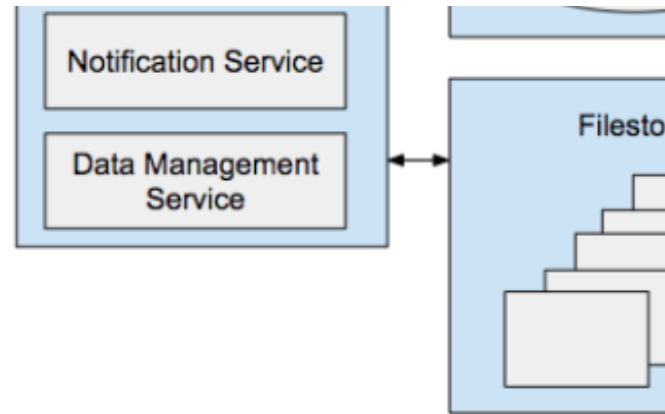 Notification Service
Data Management
Service
Filesto